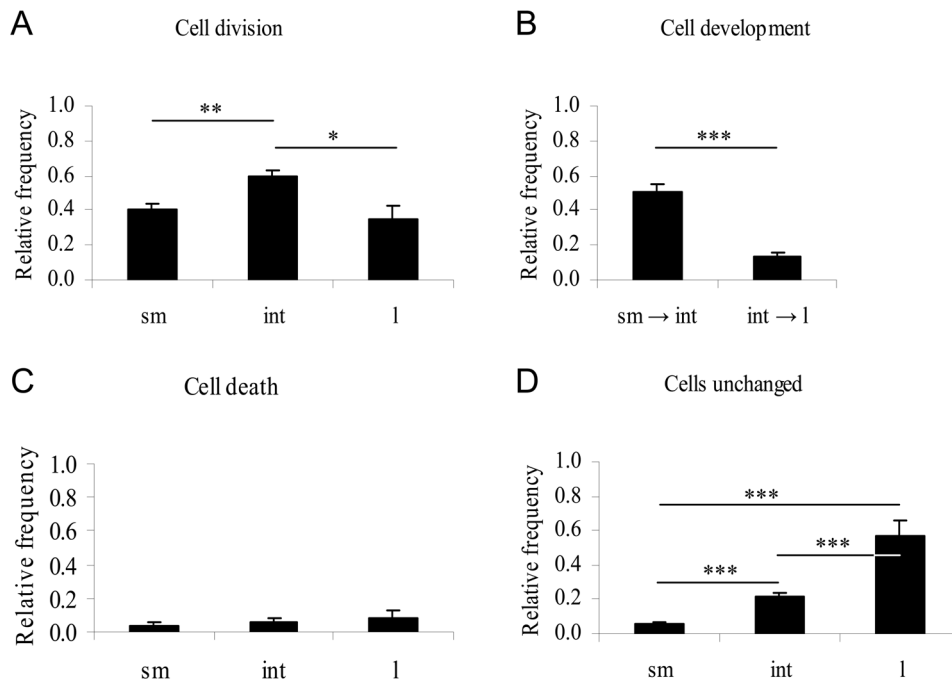 A
Cell division
Relative frequency
1.0
0.8
0.6
0.4
0.2
0.0
**
*
sm int l
B
Cell development
Relative frequency
1.0
0.8
0.6
0.4
0.2
0.0
***
sm → int int → l
C
Cell death
Relative frequency
1.0
0.8
0.6
0.4
0.2
0.0
sm int l
D
Cells unchanged
Relative frequency
1.0
0.8
0.6
0.4
0.2
0.0
***
***
***
sm int l